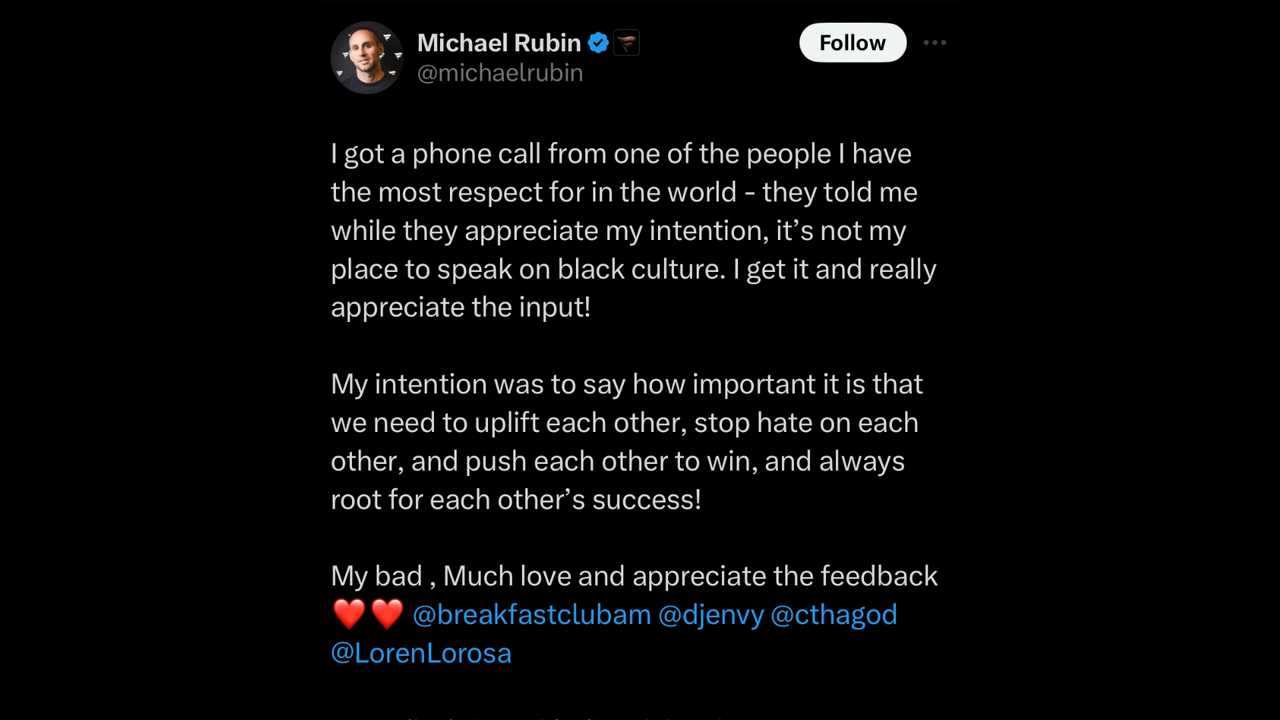 Michael Rubin
Follow
@michaelrubin
I got a phone call from one of the people I have
the most respect for in the world - they told me
while they appreciate my intention, it’s not my
place to speak on black culture. I get it and really
appreciate the input!
My intention was to say how important it is that
we need to uplift each other, stop hate on each
other, and push each other to win, and always
root for each other’s success!
My bad , Much love and appreciate the feedback
❤️❤️ @breakfastclubam @djenvy @cthagod
@LorenLorosa